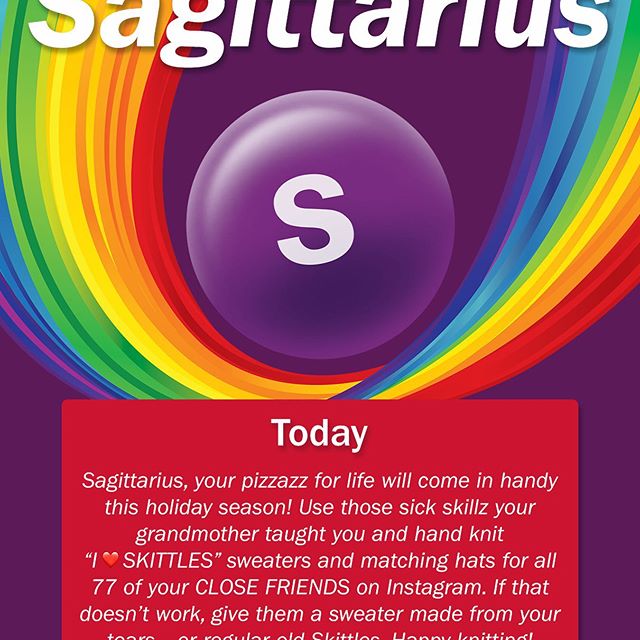 Sagittarius
S
Today
Sagittarius, your pizzazz for life will come in handy
this holiday season! Use those sick skillz your
grandmother taught you and hand knit
“I ❤️ SKITTLES” sweaters and matching hats for all
77 of your CLOSE FRIENDS on Instagram. If that
doesn’t work, give them a sweater made from your
tears... or regular old Skittles. Happy knitting!